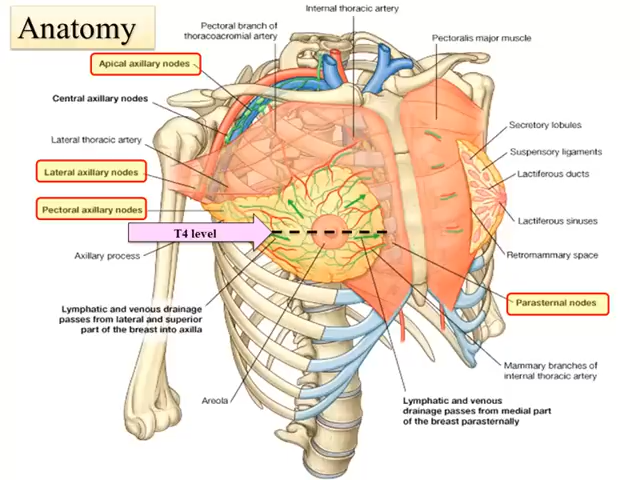 Anatomy
Internal thoracic artery
Pectoral branch of
thoracoacromial artery
Pectoralis major muscle
Apical axillary nodes
Central axillary nodes
Lateral thoracic artery
Lateral axillary nodes
Pectoral axillary nodes
T4 level
Axillary process
Lymphatic and venous drainage
passes from lateral and superior
part of the breast into axilla
Areola
Secretory lobules
Suspensory ligaments
Lactiferous ducts
Lactiferous sinuses
Retromammary space
Parasternal nodes
Mammary branches of
internal thoracic artery
Lymphatic and venous
drainage passes from medial part
of the breast parasternally